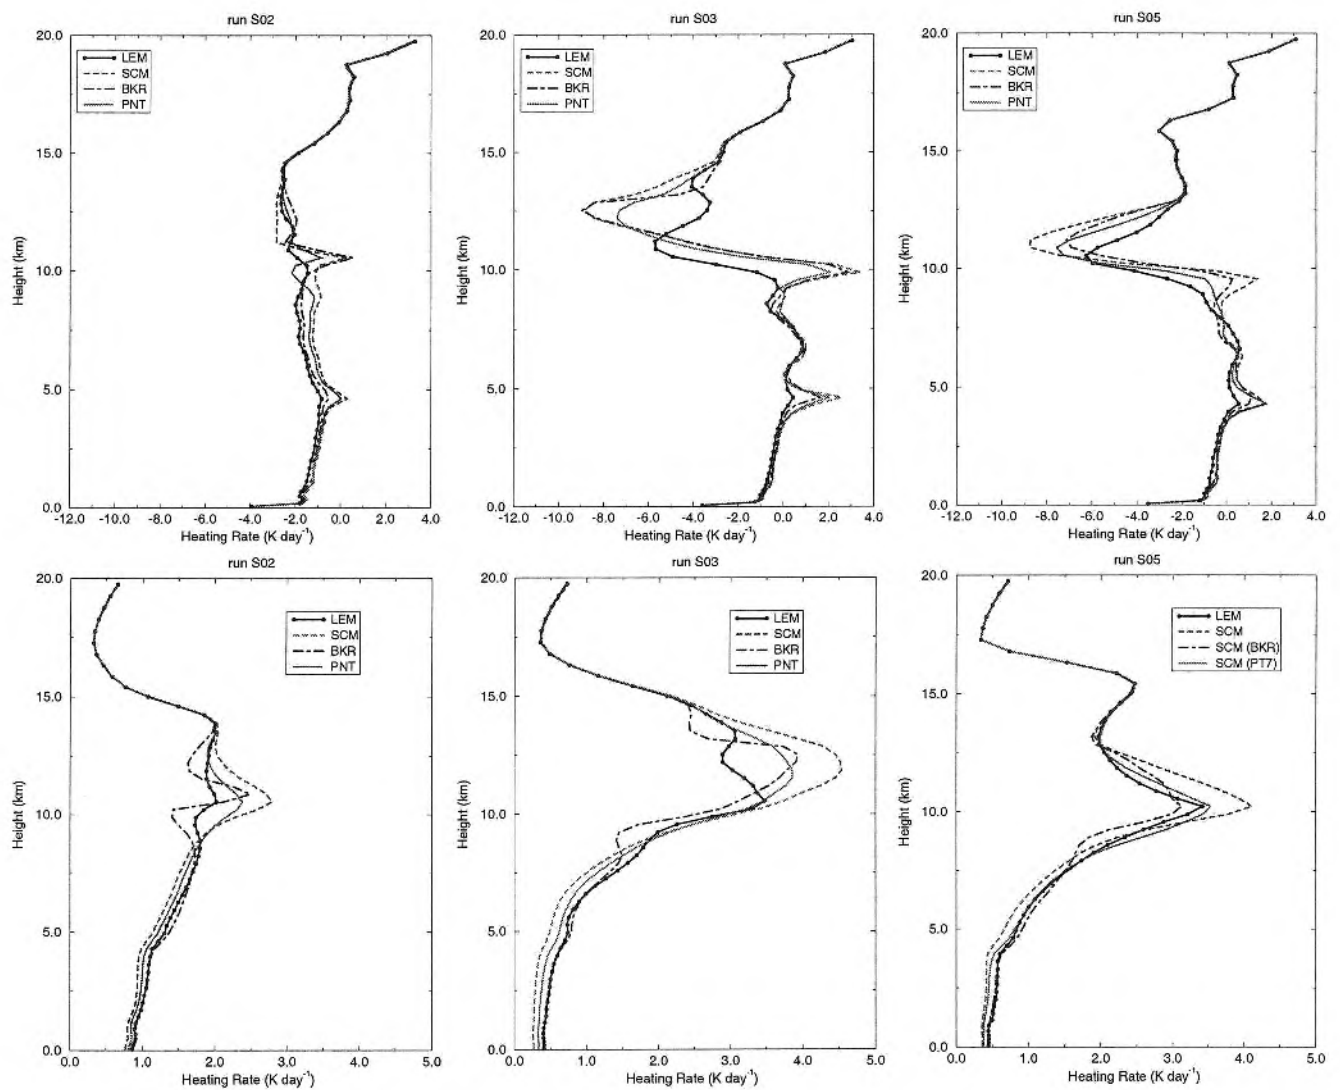 run S02
20.0
15.0
10.0
5.0
0.0
Height (km)
LEM
SCM
BKR
PNT
-12.0 -10.0 -8.0 -6.0 -4.0 -2.0 0.0 2.0 4.0
Heating Rate (K day⁻¹)
run S03
20.0
15.0
10.0
5.0
0.0
Height (km)
LEM
SCM
BKR
PNT
-12.0 -10.0 -8.0 -6.0 -4.0 -2.0 0.0 2.0 4.0
Heating Rate (K day⁻¹)
run S05
20.0
15.0
10.0
5.0
0.0
Height (km)
LEM
SCM
BKR
PNT
-12.0 -10.0 -8.0 -6.0 -4.0 -2.0 0.0 2.0 4.0
Heating Rate (K day⁻¹)
run S02
20.0
15.0
10.0
5.0
0.0
Height (km)
LEM
SCM
BKR
PNT
0.0 1.0 2.0 3.0 4.0 5.0
Heating Rate (K day⁻¹)
run S03
20.0
15.0
10.0
5.0
0.0
Height (km)
LEM
SCM
BKR
PNT
0.0 1.0 2.0 3.0 4.0 5.0
Heating Rate (K day⁻¹)
run S05
20.0
15.0
10.0
5.0
0.0
Height (km)
LEM
SCM
SCM (BKR)
SCM (PT7)
0.0 1.0 2.0 3.0 4.0 5.0
Heating Rate (K day⁻¹)